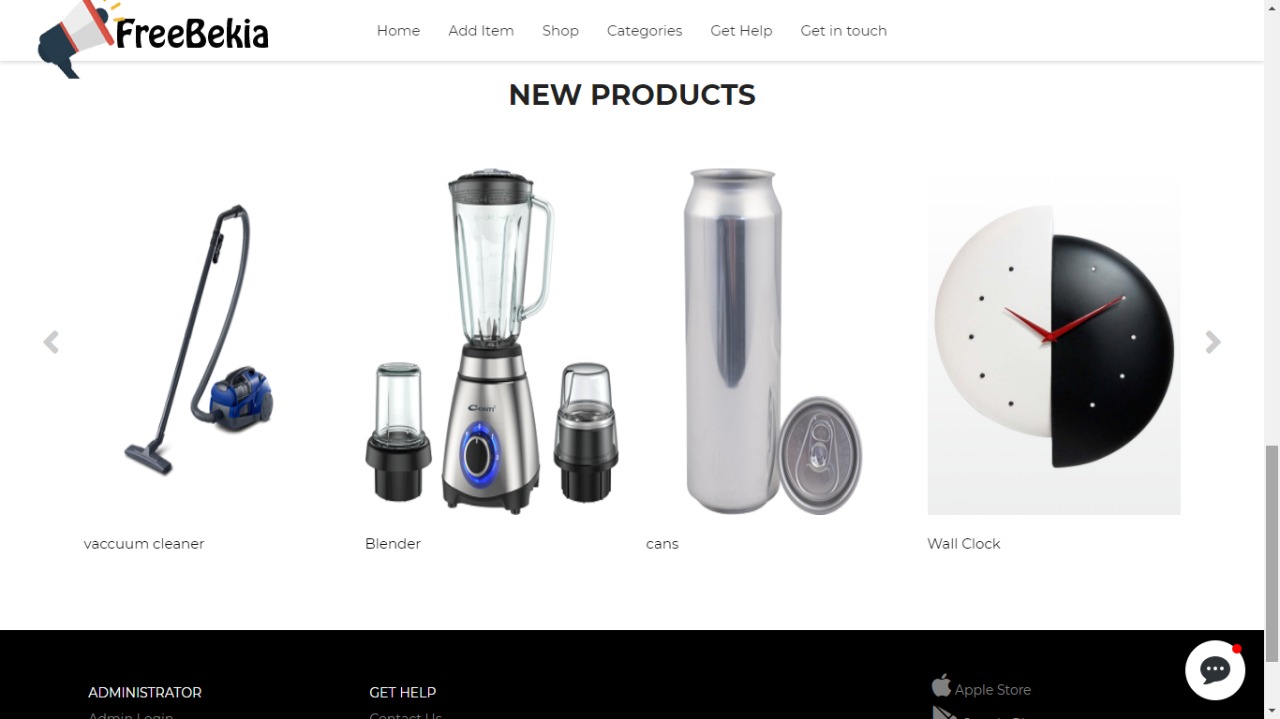 FreeBekia
Home Add Item Shop Categories Get Help Get in touch
NEW PRODUCTS
vaccuum cleaner Blender cans Wall Clock
ADMINISTRATOR GET HELP Apple Store
Admin Login Contact Us